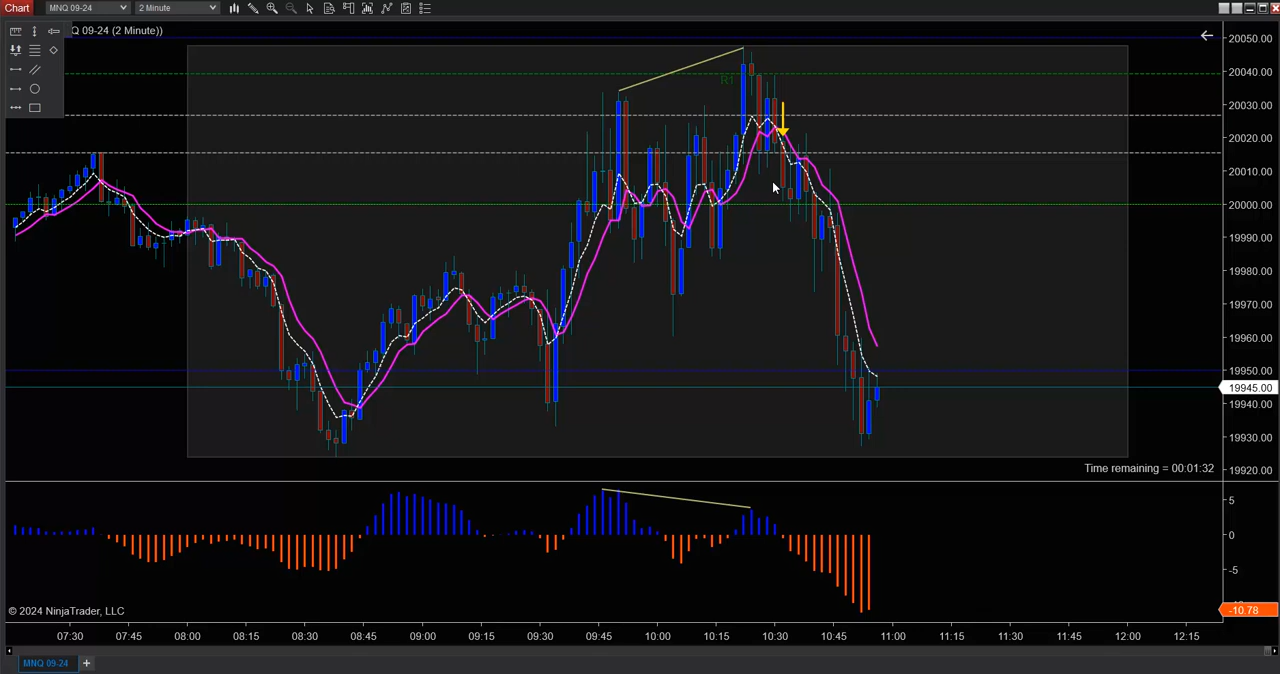 Chart MNQ 09-24 2 Minute
Q 09-24 (2 Minute))
20050.00
20040.00
R1
20030.00
20020.00
20010.00
20000.00
19990.00
19980.00
19970.00
19960.00
19950.00
19945.00
19940.00
19930.00
Time remaining = 00:01:32
19920.00
5
0
-5
-10.78
© 2024 NinjaTrader, LLC
07:30 07:45 08:00 08:15 08:30 08:45 09:00 09:15 09:30 09:45 10:00 10:15 10:30 10:45 11:00 11:15 11:30 11:45 12:00 12:15
MNQ 09-24 +